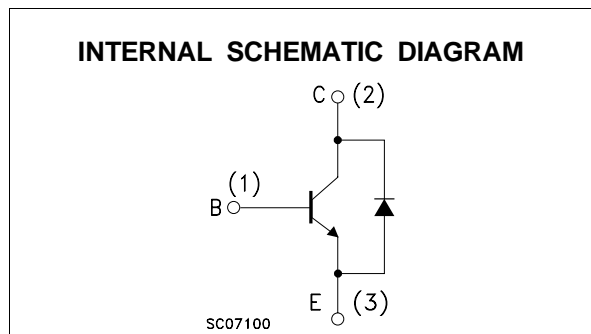 INTERNAL SCHEMATIC DIAGRAM
C (2)
(1)
B
E (3)
SC07100